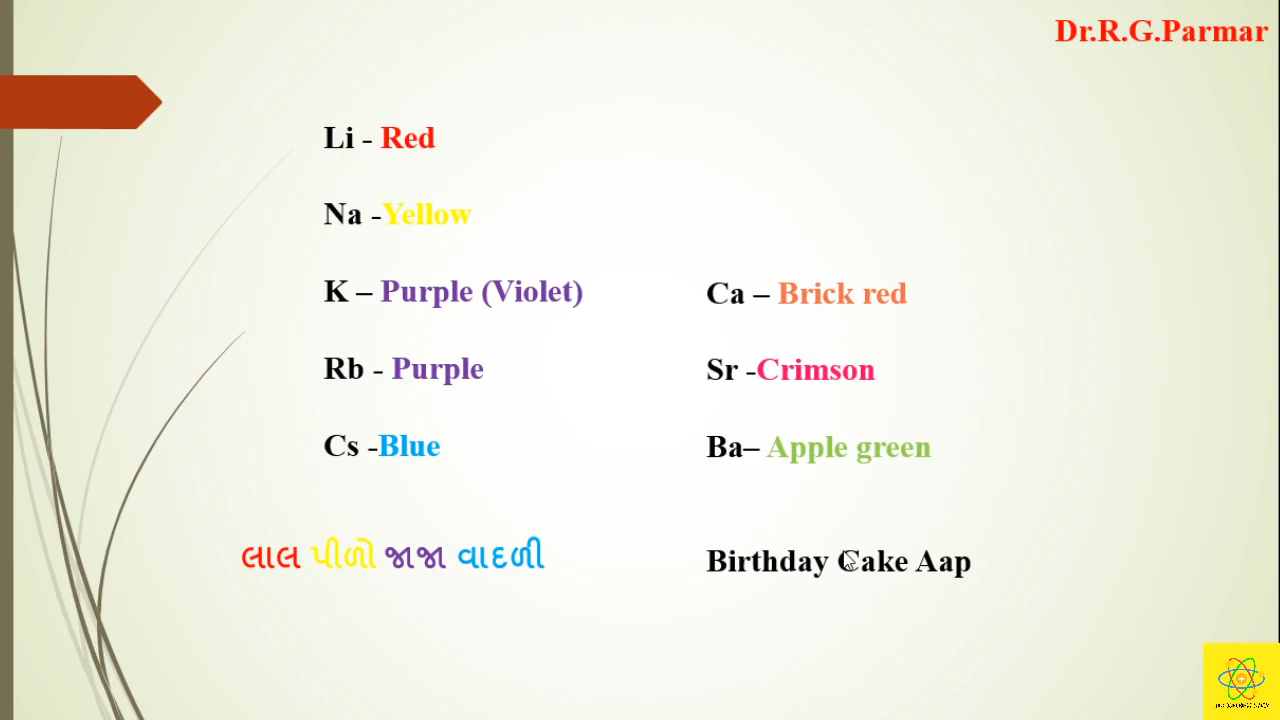 Dr.R.G.Parmar
Li - Red
Na -Yellow
K – Purple (Violet)
Rb - Purple
Cs -Blue
Ca – Brick red
Sr -Crimson
Ba– Apple green
લાલ પીળો જાજા વાદળી
Birthday Cake Aap